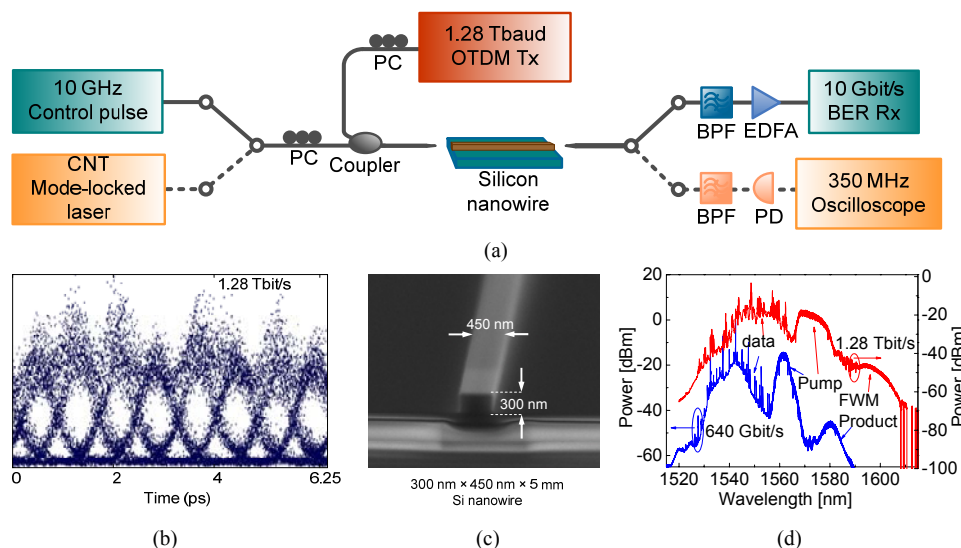 10 GHz
Control pulse
CNT
Mode-locked
laser
PC
PC
Coupler
1.28 Tbaud
OTDM Tx
Silicon
nanowire
BPF EDFA
10 Gbit/s
BER Rx
BPF PD
350 MHz
Oscilloscope
(a)
1.28 Tbit/s
0 2 4 6.25
Time (ps)
(b)
450 nm
300 nm
300 nm × 450 nm × 5 mm
Si nanowire
(c)
Power [dBm]
20
0
-20
-40
-60
0
-20
-40
-60
-80
-100
Power [dBm]
data
1.28 Tbit/s
Pump
FWM
Product
640 Gbit/s
1520 1540 1560 1580 1600
Wavelength [nm]
(d)